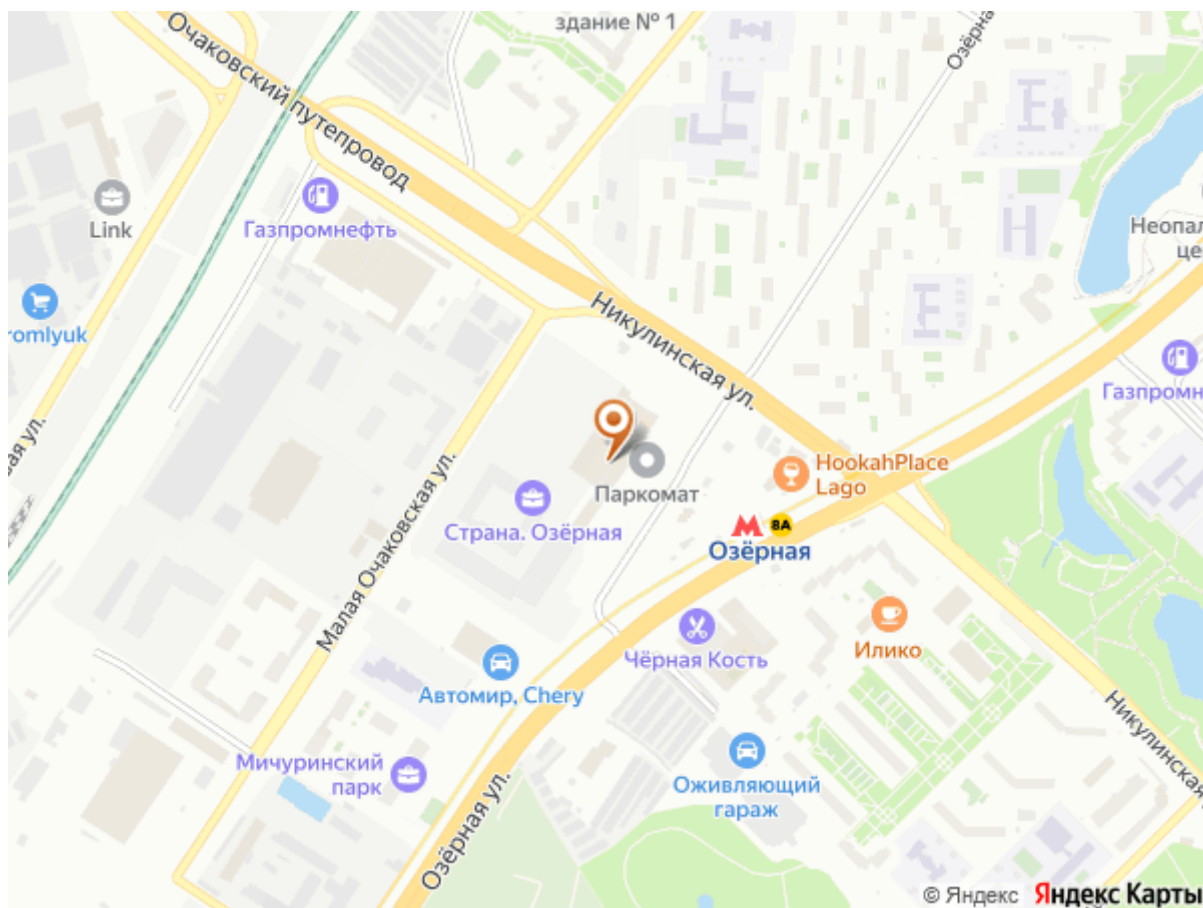 здание № 1
Озёрна
Очаковский путепровод
Link
Газпромнефть
Неопал
це
romlyuk
Никулинская ул.
Газпромн
вая ул.
HookahPlace
Lago
Паркомат
Страна. Озёрная
8А
Озёрная
Малая Очаковская ул.
Чёрная Кость
Илико
Автомир, Chery
Никулинская
Мичуринский
парк
Оживляющий
гараж
Озёрная ул.
© Яндекс Яндекс Карты